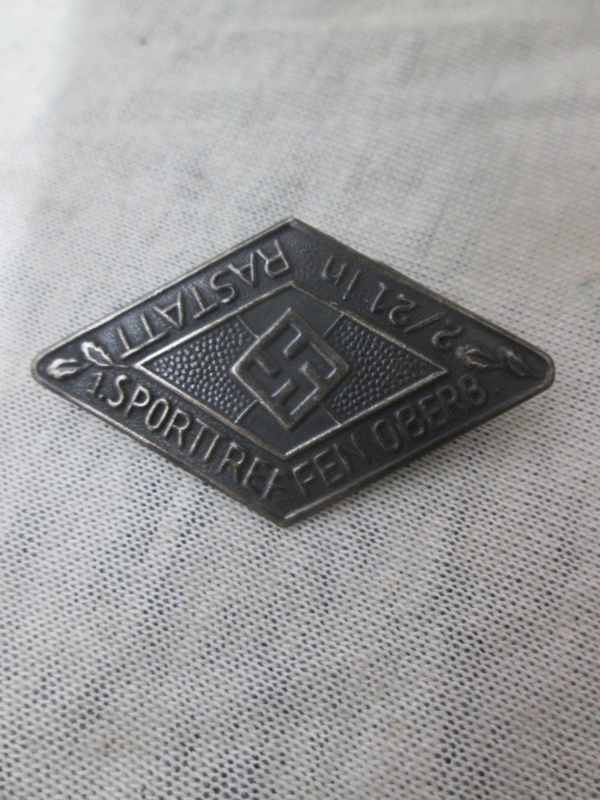 1.SPORTTREFFEN OBERB.
2/21 in RASTATT